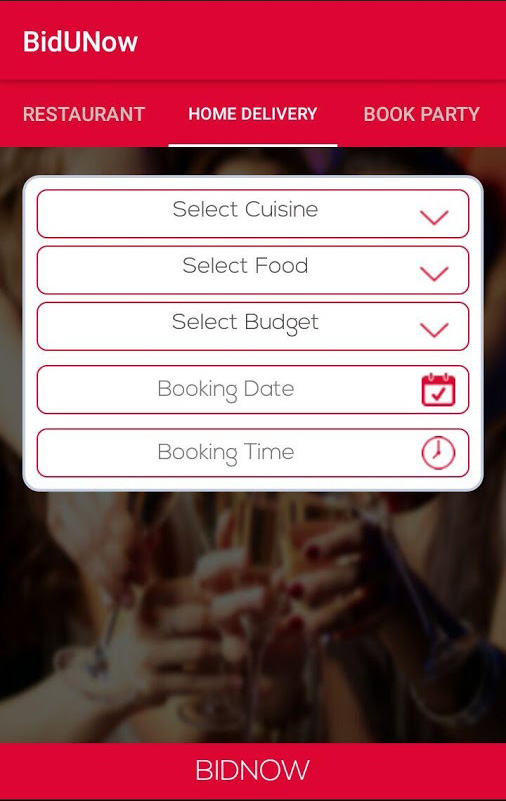 BidUNow
RESTAURANT HOME DELIVERY BOOK PARTY
Select Cuisine
Select Food
Select Budget
Booking Date
Booking Time
BIDNOW